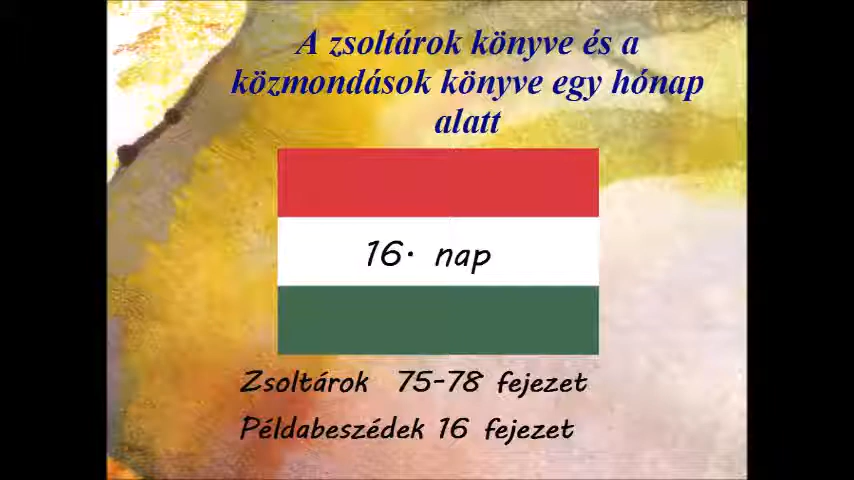 A zsoltárok könyve és a
közmondások könyve egy hónap
alatt
16. nap
Zsoltárok 75-78 fejezet
Példabeszédek 16 fejezet